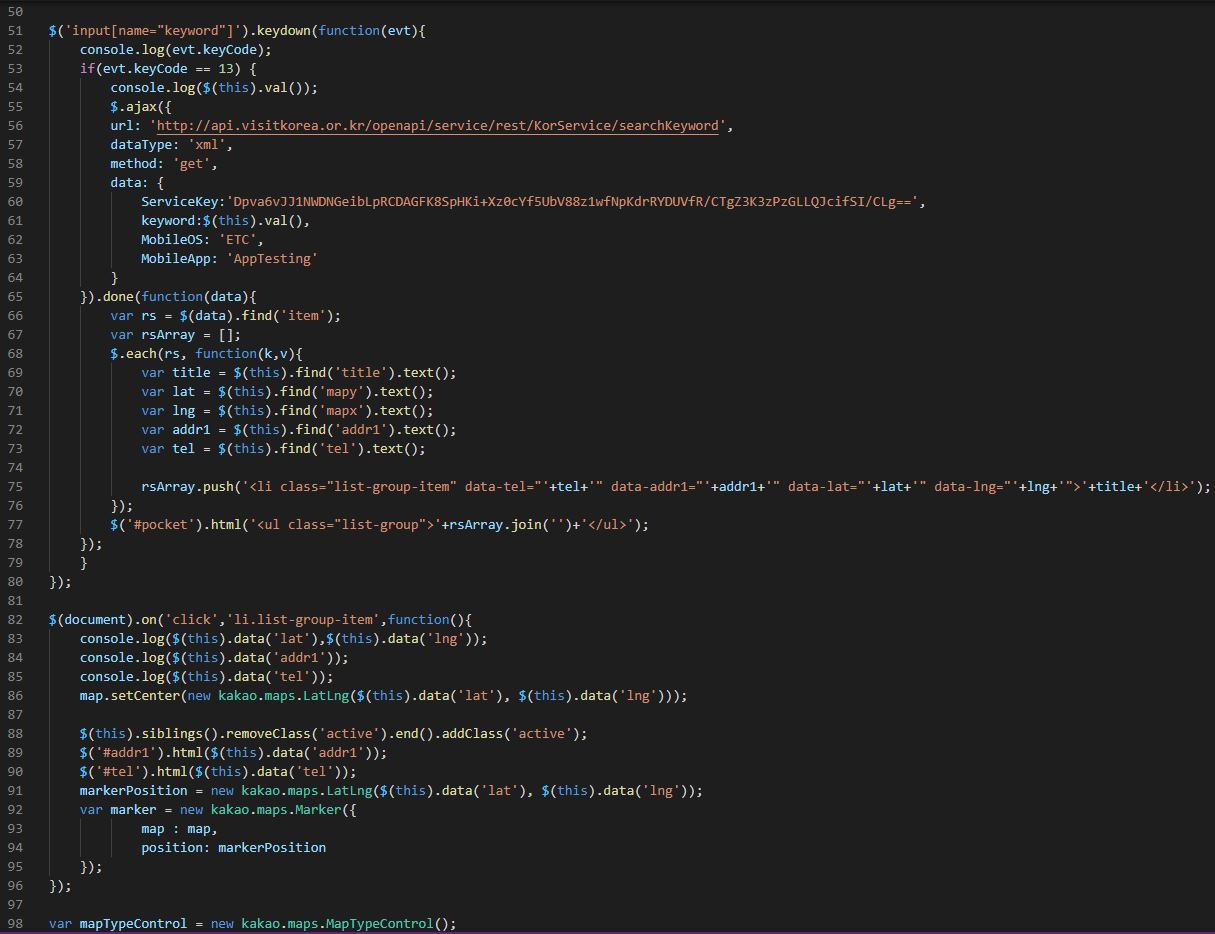 50
51 $('input[name="keyword"]').keydown(function(evt){
52     console.log(evt.keyCode);
53     if(evt.keyCode == 13) {
54         console.log($(this).val());
55         $.ajax({
56         url: 'http://api.visitkorea.or.kr/openapi/service/rest/KorService/searchKeyword',
57         dataType: 'xml',
58         method: 'get',
59         data: {
60             ServiceKey:'Dpva6vJJ1NWDNGeibLpRCDAGFK8SpHKi+Xz0cYf5UbV88z1wfNpKdrRYDUVfR/CTgZ3K3zPzGLLQJcifSI/CLg==',
61             keyword:$(this).val(),
62             MobileOS: 'ETC',
63             MobileApp: 'AppTesting'
64         }
65     }).done(function(data){
66         var rs = $(data).find('item');
67         var rsArray = [];
68         $.each(rs, function(k,v){
69             var title = $(this).find('title').text();
70             var lat = $(this).find('mapy').text();
71             var lng = $(this).find('mapx').text();
72             var addr1 = $(this).find('addr1').text();
73             var tel = $(this).find('tel').text();
74
75             rsArray.push('<li class="list-group-item" data-tel="'+tel+'" data-addr1="'+addr1+'" data-lat="'+lat+'" data-lng="'+lng+'">'+title+'</li>');
76         });
77         $('#pocket').html('<ul class="list-group">'+rsArray.join('')+'</ul>');
78     });
79     }
80 });
81
82 $(document).on('click','li.list-group-item',function(){
83     console.log($(this).data('lat'),$(this).data('lng'));
84     console.log($(this).data('addr1'));
85     console.log($(this).data('tel'));
86     map.setCenter(new kakao.maps.LatLng($(this).data('lat'), $(this).data('lng')));
87
88     $(this).siblings().removeClass('active').end().addClass('active');
89     $('#addr1').html($(this).data('addr1'));
90     $('#tel').html($(this).data('tel'));
91     markerPosition = new kakao.maps.LatLng($(this).data('lat'), $(this).data('lng'));
92     var marker = new kakao.maps.Marker({
93             map : map,
94             position: markerPosition
95     });
96 });
97
98 var mapTypeControl = new kakao.maps.MapTypeControl();